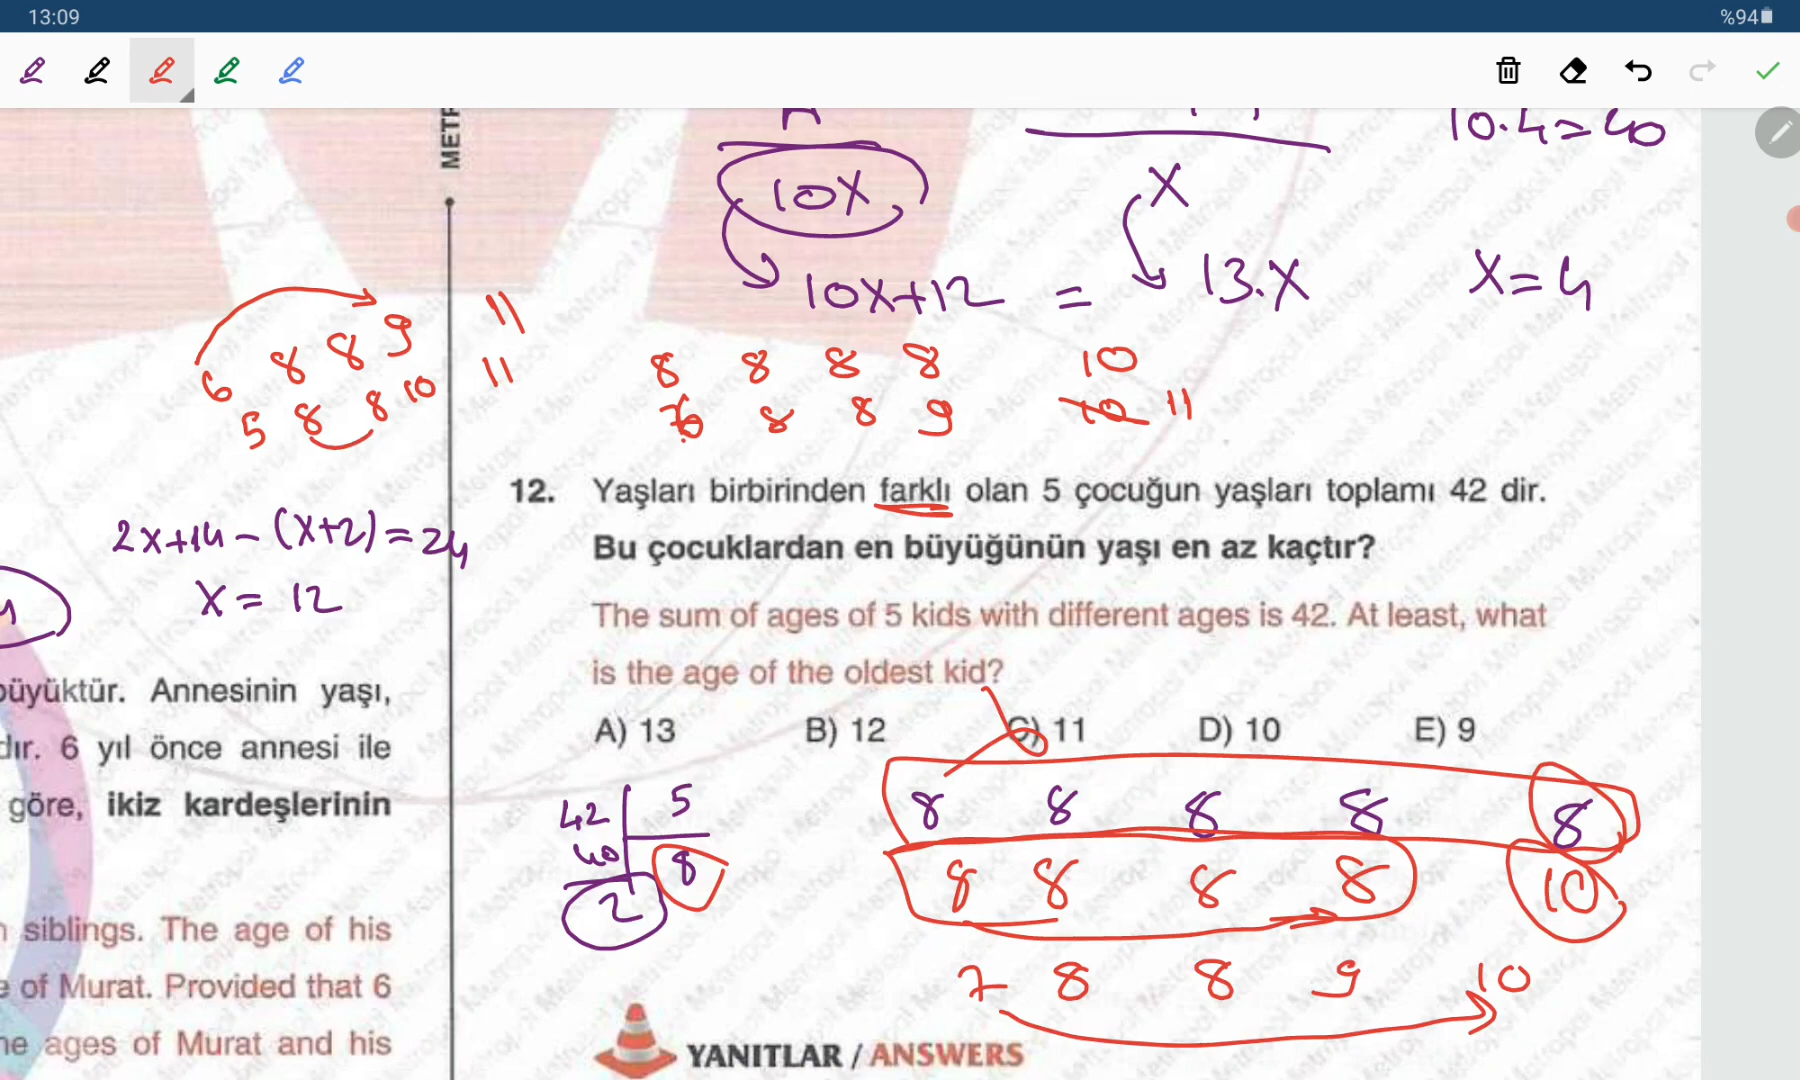 13:09
%94
METR
10.4=40
10X
X
10X+12 = 13.X
X=4
6 8 8 9 11
5 8 8 10 11
8 8 8 8 10
8 8 9 10 11
12. Yaşları birbirinden farklı olan 5 çocuğun yaşları toplamı 42 dir.
Bu çocuklardan en büyüğünün yaşı en az kaçtır?
The sum of ages of 5 kids with different ages is 42. At least, what
is the age of the oldest kid?
A) 13 B) 12 C) 11 D) 10 E) 9
2X+14-(X+2)=24
X=12
büyüktür. Annesinin yaşı,
dır. 6 yıl önce annesi ile
göre, ikiz kardeşlerinin
siblings. The age of his
e of Murat. Provided that 6
he ages of Murat and his
42 5
40 8
2
8 8 8 8 8
8 8 8 8 10
7 8 8 9 10
YANITLAR / ANSWERS